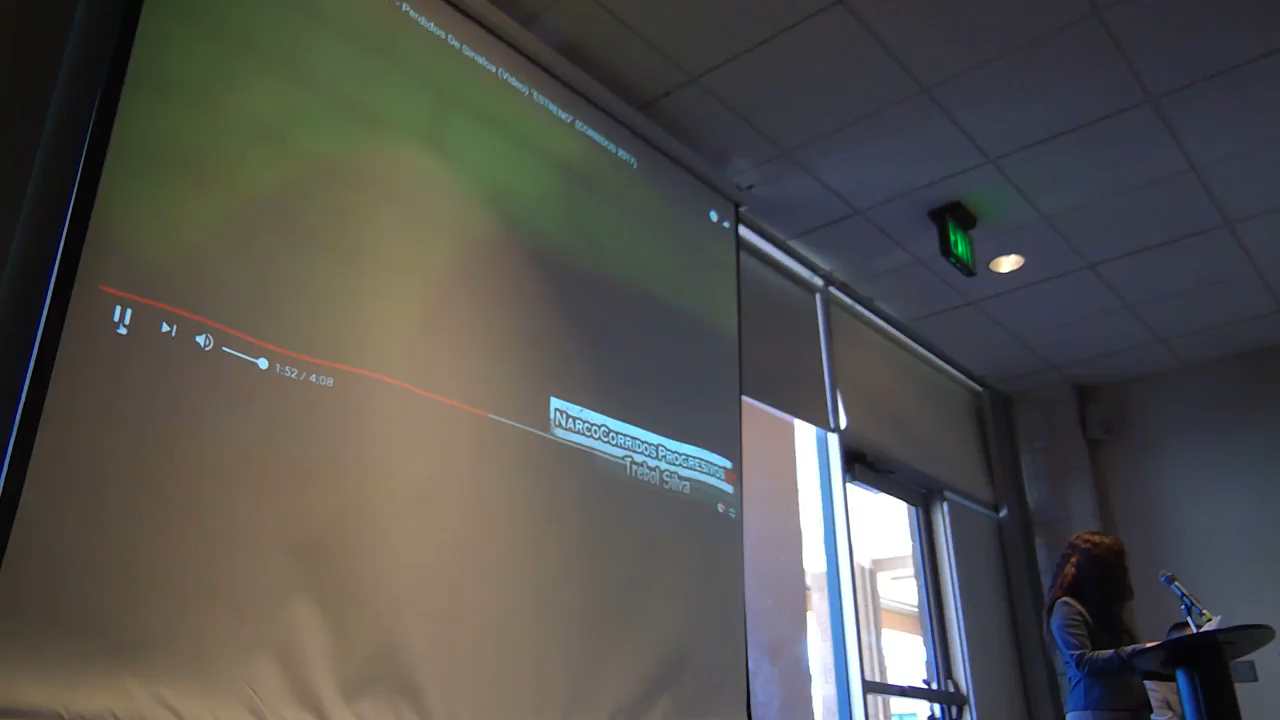 - Perdidos De Sinaloa (Video) "ESTRENO" (CORRIDOS 2017)
1:52 / 4:08
NARCOCORRIDOS PROGRESIVOS
Trebol Silva